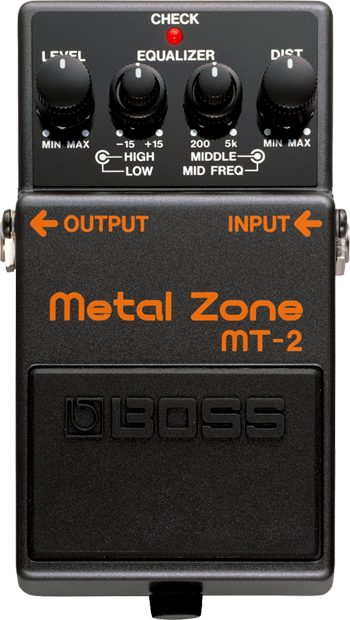 CHECK
LEVEL EQUALIZER DIST
MIN MAX -15 +15 200 5k MIN MAX
HIGH MIDDLE
LOW MID FREQ
OUTPUT INPUT
Metal Zone
MT-2
BOSS